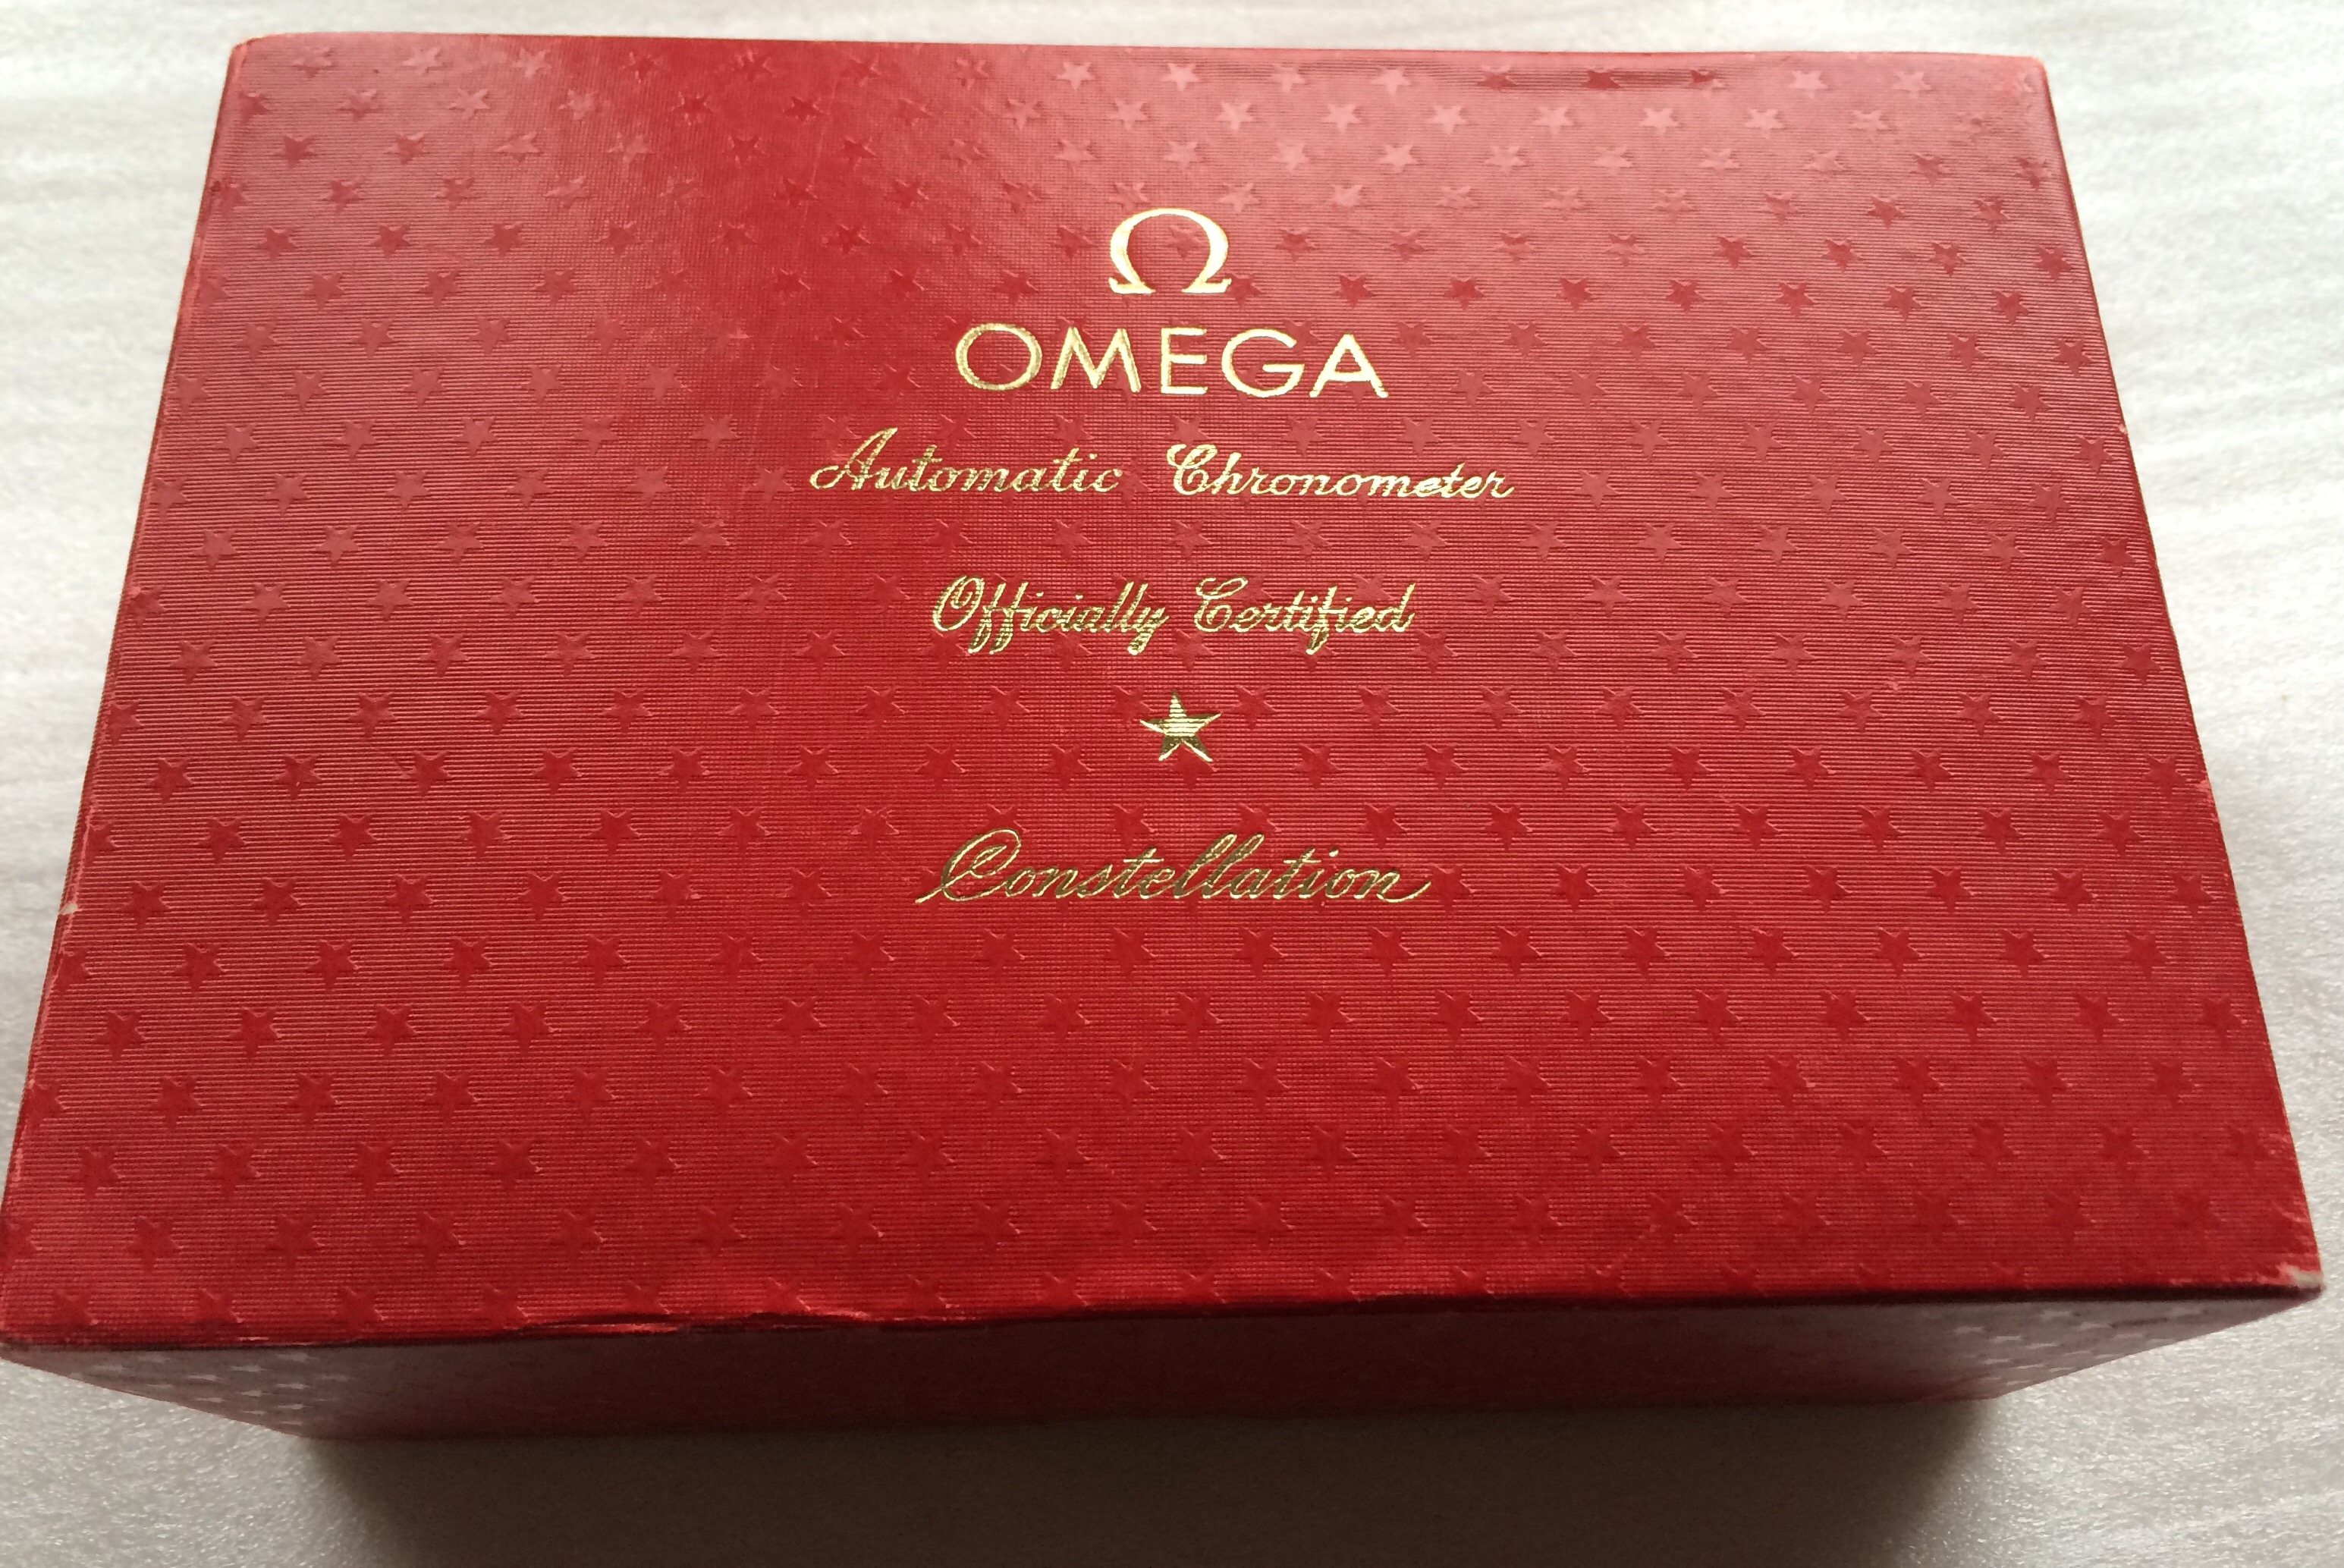 Ω
OMEGA
Automatic Chronometer
Officially Certified
Constellation